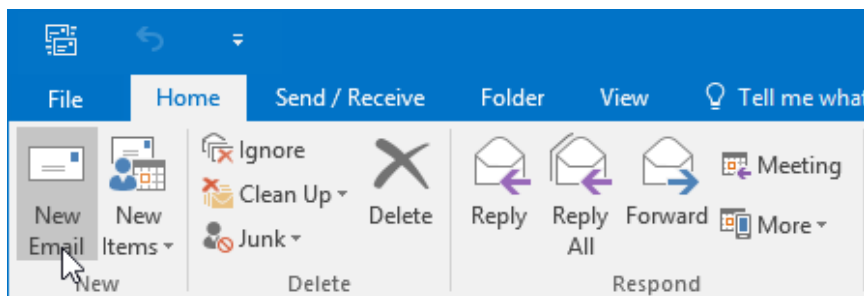 File Home Send / Receive Folder View Tell me what
New Email
New Items
Ignore
Clean Up
Junk
Delete
Reply
Reply All
Forward
Meeting
More
New Delete Respond